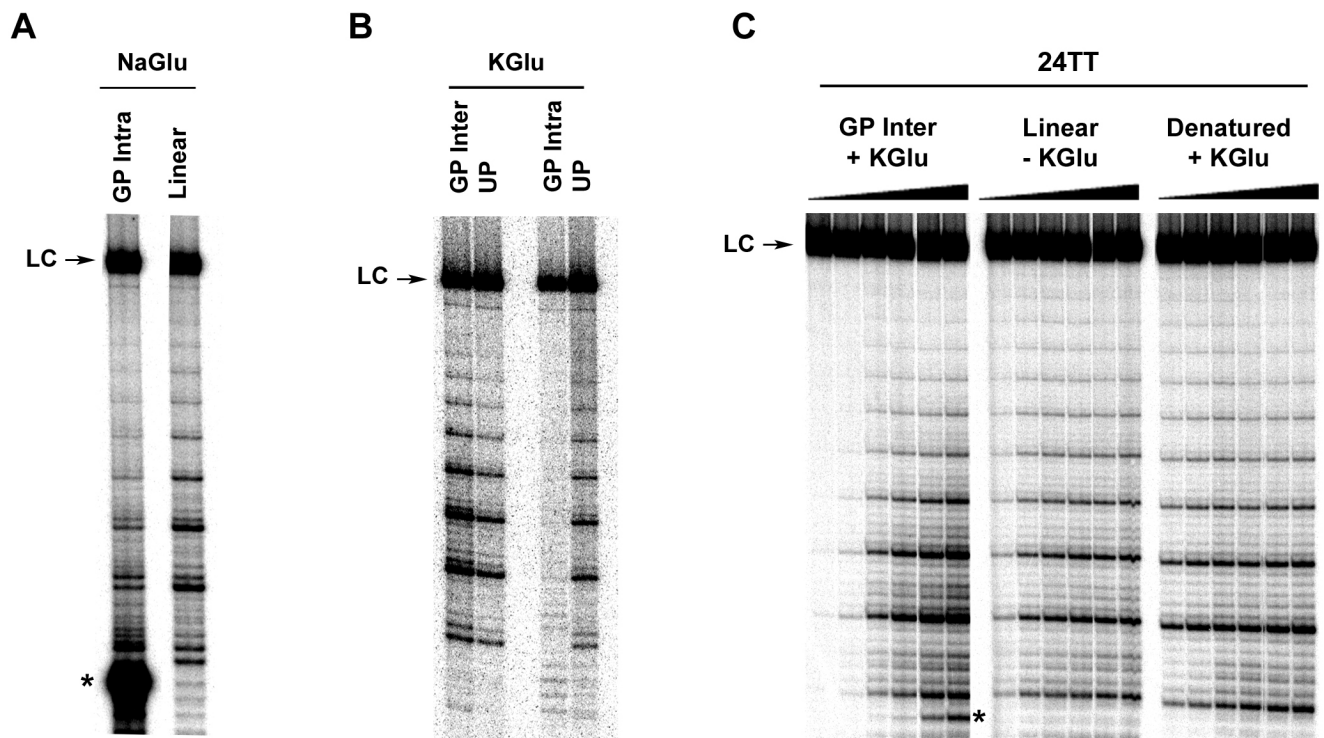 A
NaGlu
GP Intra
Linear
LC
*
B
KGlu
GP Inter
UP
GP Intra
UP
LC
C
24TT
GP Inter
+ KGlu
Linear
- KGlu
Denatured
+ KGlu
LC
*